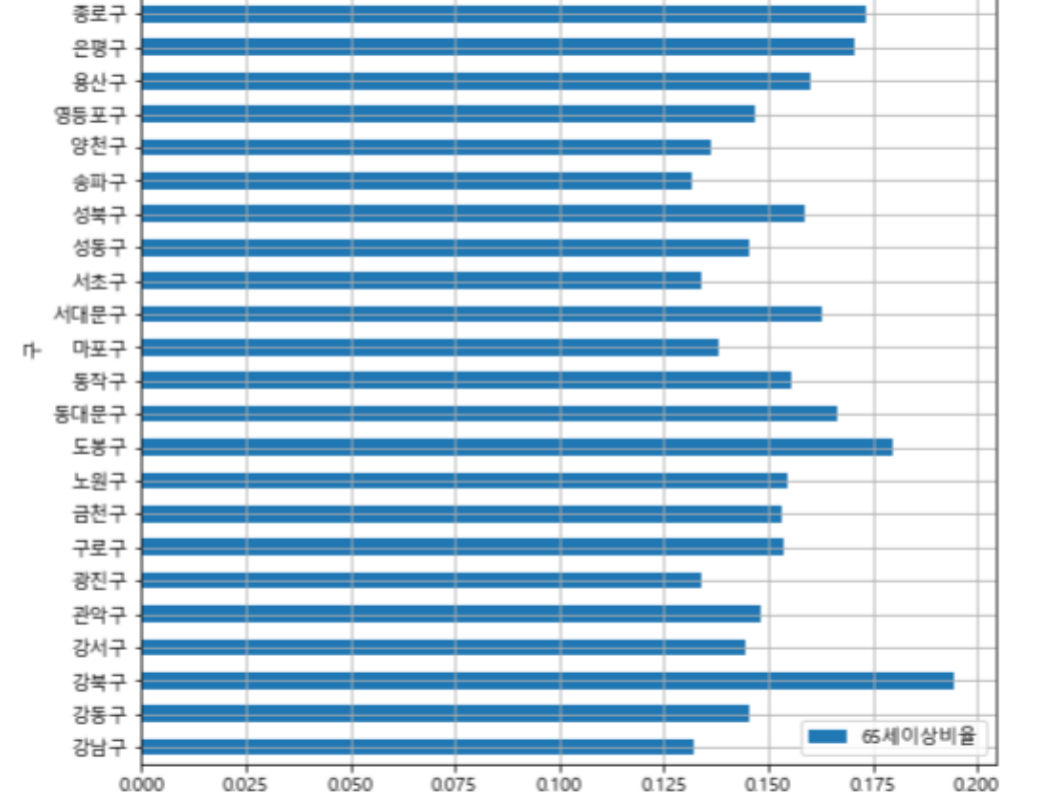 종로구
은평구
용산구
영등포구
양천구
송파구
성북구
성동구
서초구
서대문구
마포구
구
동작구
동대문구
도봉구
노원구
금천구
구로구
광진구
관악구
강서구
강북구
강동구
강남구
65세이상비율
0.000 0.025 0.050 0.075 0.100 0.125 0.150 0.175 0.200